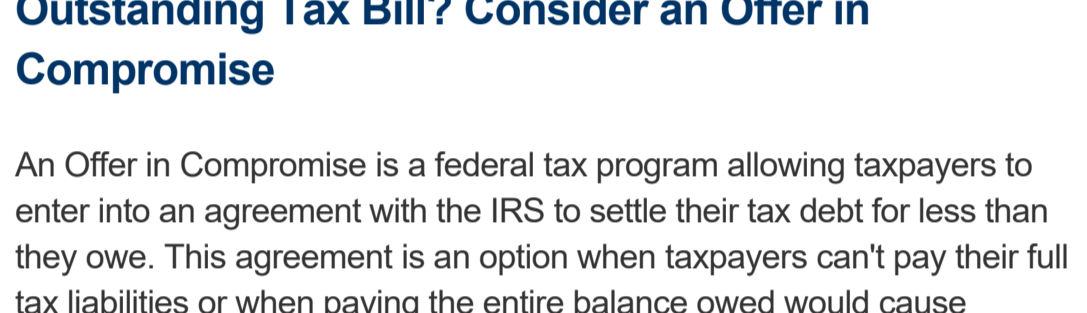 Outstanding Tax Bill? Consider an Offer in
Compromise
An Offer in Compromise is a federal tax program allowing taxpayers to
enter into an agreement with the IRS to settle their tax debt for less than
they owe. This agreement is an option when taxpayers can't pay their full
tax liabilities or when paying the entire balance owed would cause